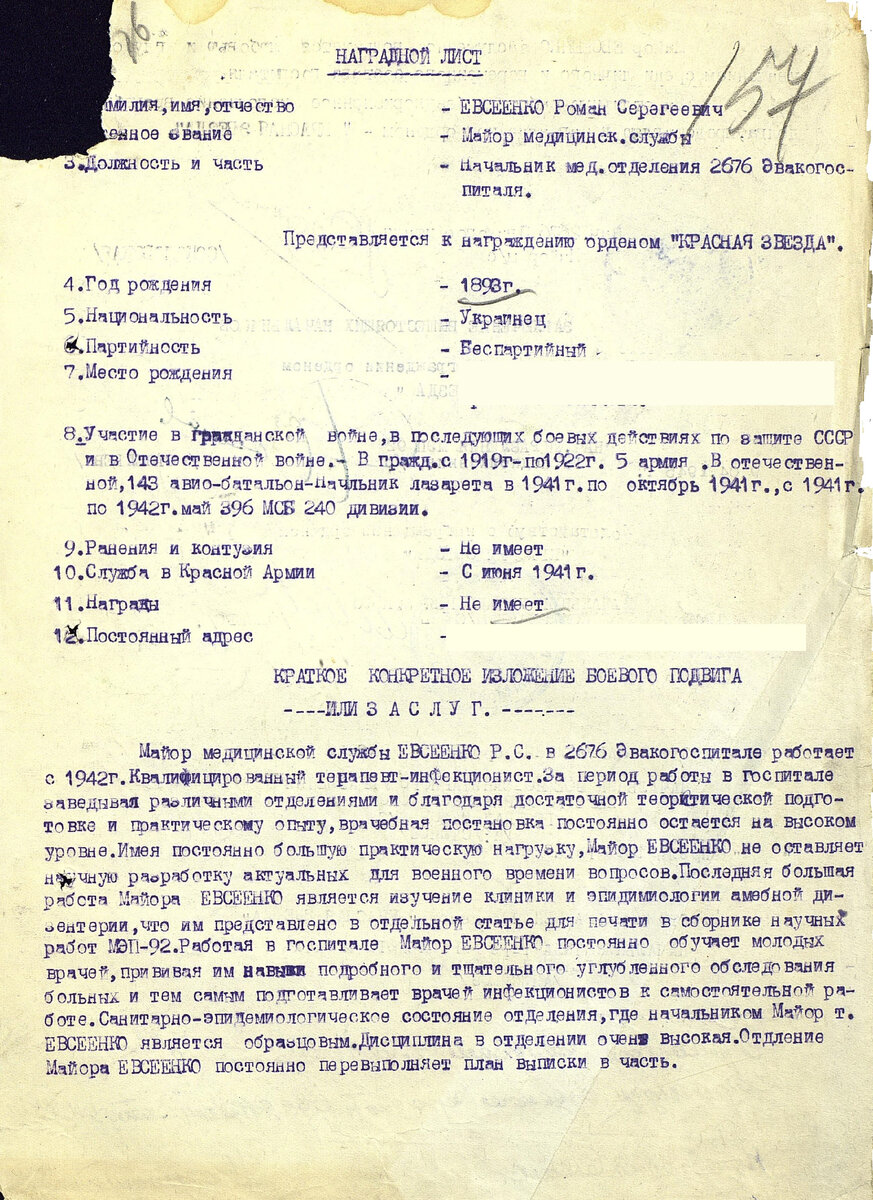 26
НАГРАДНОЙ ЛИСТ
157
амилия,имя,отчество - ЕВСЕЕНКО Роман Сергеевич
енное звание - Майор медицинск.службы
3.Должность и часть - Начальник мед.отделения 2676 Эвакогос-
питаля.
Представляется к награждению орденом "КРАСНАЯ ЗВЕЗДА".
4.Год рождения - 1893г.
5.Национальность - Украинец
6.Партийность - Беспартийный
7.Место рождения -
8.Участие в гражданской войне,в последующих боевых действиях по защите СССР
и в Отечественной войне.- В гражд.с 1919г-по1922г. 5 армия .В отечествен-
ной,143 авио-батальон-Начльник лазарета в 1941г.по октябрь 1941г.,с 1941г.
по 1942г.май 396 МСБ 240 дивизии.
9.Ранения и контузия - Не имеет
10.Служба в Красной Армии - С июня 1941г.
11.Награды - Не имеет
12.Постоянный адрес -
КРАТКОЕ КОНКРЕТНОЕ ИЗЛОЖЕНИЕ БОЕВОГО ПОДВИГА
----ИЛИ З А С Л У Г. -------
Майор медицинской службы ЕВСЕЕНКО Р.С. в 2676 Эвакогоспитале работает
с 1942г.Квалифицированный терапевт-инфекционист.За период работы в госпитале
заведывал различными отделениями и благодаря достаточной теоритической подго-
товке и практическому опыту,врачебная постановка постоянно остается на высоком
уровне.Имея постоянно большую практическую нагрузку,Майор ЕВСЕЕНКО не оставляет
научную разработку актуальных для военного времени вопросов.Последняя большая
работа Майора ЕВСЕЕНКО является изучение клиники и эпидимиологии амебной ди-
зентерии,что им представлено в отдельной статье для печати в сборнике научных
работ МЭП-92.Работая в госпитале Майор ЕВСЕЕНКО постоянно обучает молодых
врачей,прививая им навыки подробного и тщательного углубленного обследования
больных и тем самым подготавливает врачей инфекционистов к самостоятельной ра-
боте.Санитарно-эпидемиологическое состояние отделения,где начальником Майор т.
ЕВСЕЕНКО является образцовым.Дисциплина в отделении очень высокая.Отдление
Майора ЕВСЕЕНКО постоянно перевыполняет план выписки в часть.